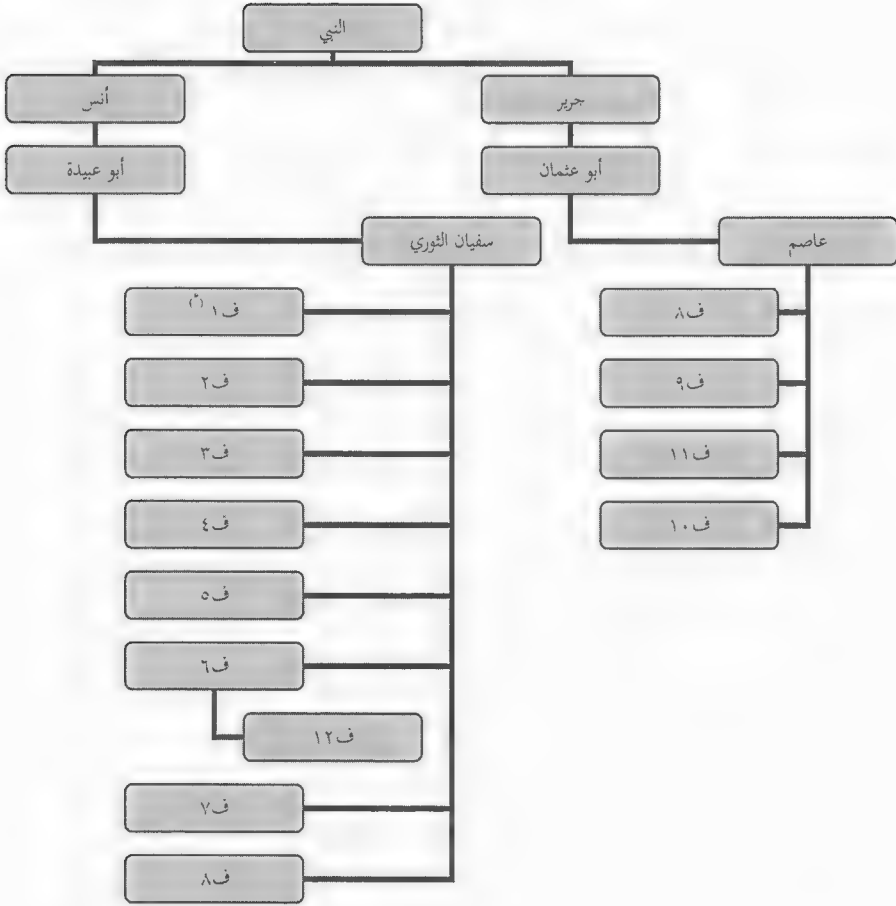 النبي
جرير
أنس
أبو عثمان
أبو عبيدة
عاصم
سفيان الثوري
ف٨
ف١ (*)
ف٩
ف٢
ف١١
ف٣
ف١٠
ف٤
ف٥
ف٦
ف١٢
ف٧
ف٨